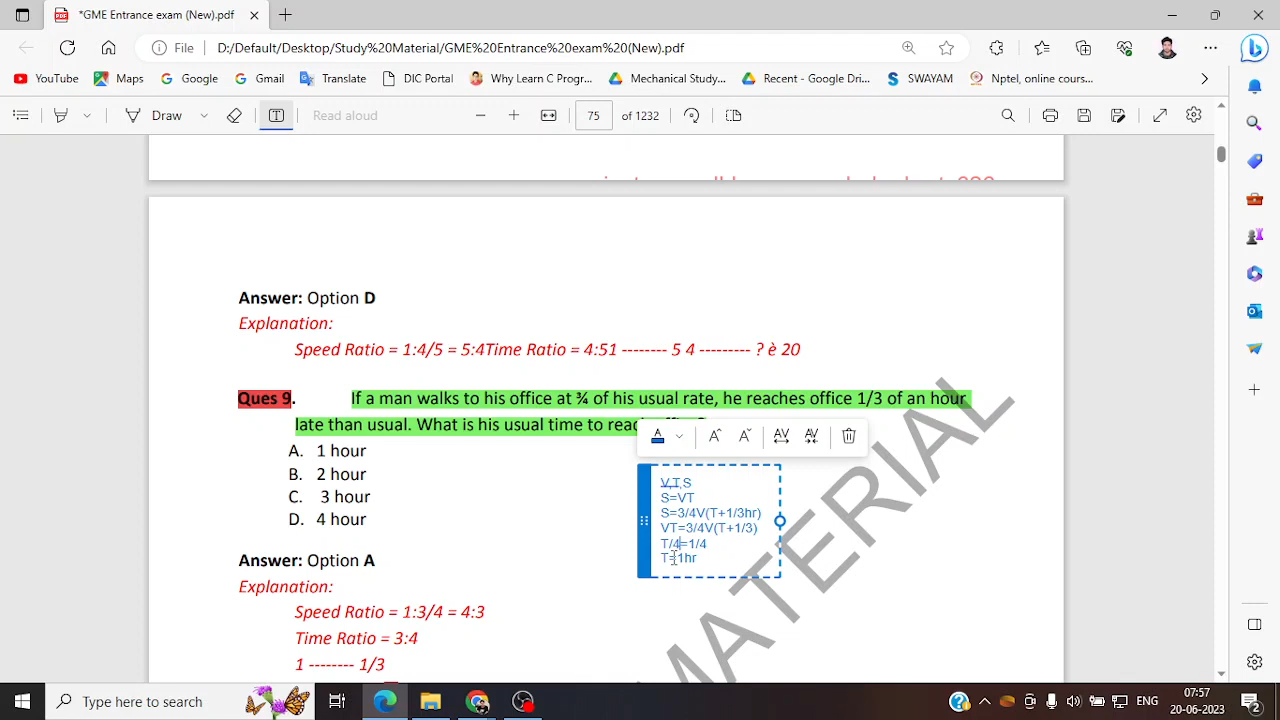 *GME Entrance exam (New).pdf
File D:/Default/Desktop/Study%20Material/GME%20Entrance%20exam%20(New).pdf
YouTube Maps Google Gmail Translate DIC Portal Why Learn C Progr... Mechanical Study... Recent - Google Dri... SWAYAM Nptel, online cours...
Draw Read aloud 75 of 1232
Answer: Option D
Explanation:
Speed Ratio = 1:4/5 = 5:4Time Ratio = 4:51 -------- 5 4 --------- ? è 20
Ques 9. If a man walks to his office at ¾ of his usual rate, he reaches office 1/3 of an hour
late than usual. What is his usual time to reach
A. 1 hour
B. 2 hour
C. 3 hour
D. 4 hour
V,T,S
S=VT
S=3/4V(T+1/3hr)
VT=3/4V(T+1/3)
T/4=1/4
T=1hr
Answer: Option A
Explanation:
Speed Ratio = 1:3/4 = 4:3
Time Ratio = 3:4
1 -------- 1/3
MATERIAL
Type here to search
ENG
07:57
20-06-2023
2